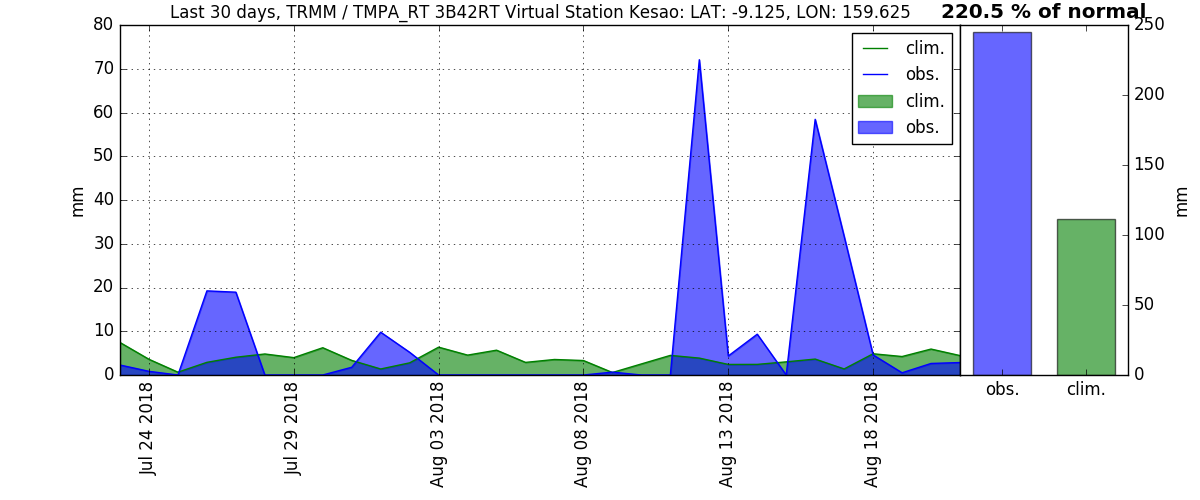 Last 30 days, TRMM / TMPA_RT 3B42RT Virtual Station Kesao: LAT: -9.125, LON: 159.625
220.5 % of normal
80
70
60
50
40
30
20
10
0
mm
clim.
obs.
clim.
obs.
Jul 24 2018
Jul 29 2018
Aug 03 2018
Aug 08 2018
Aug 13 2018
Aug 18 2018
250
200
150
100
50
0
mm
obs.
clim.